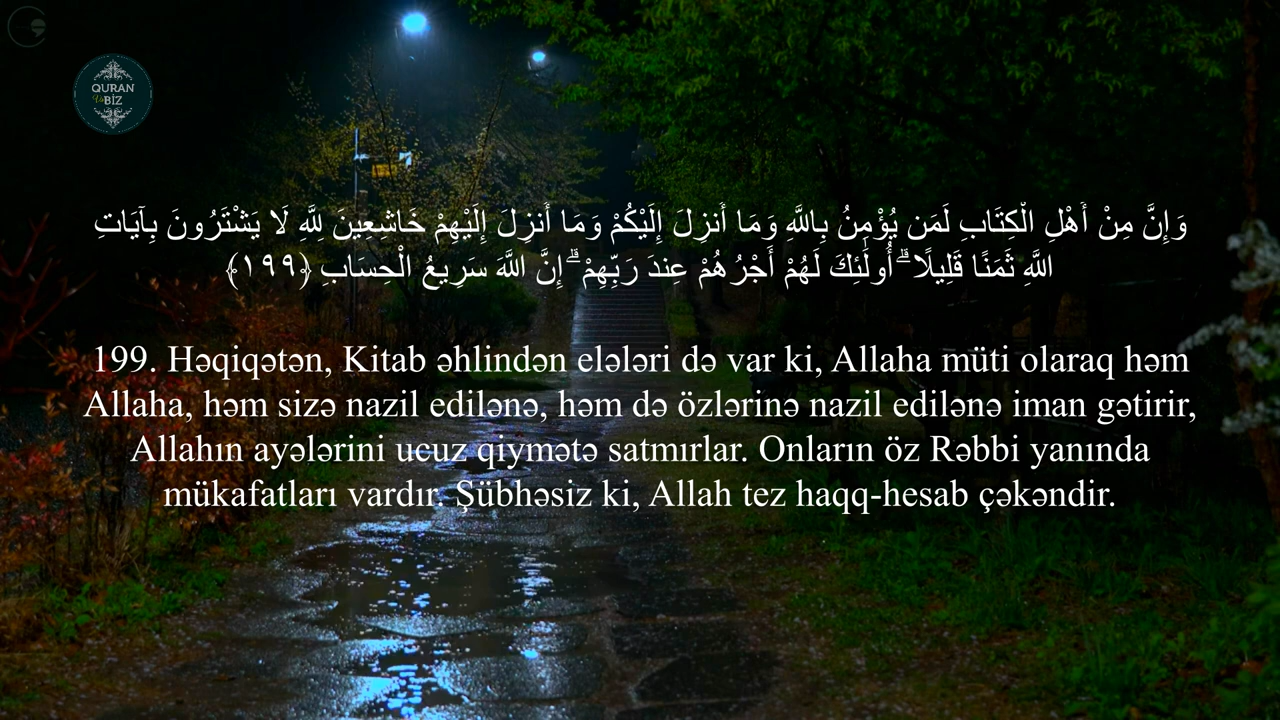 QURAN
Və
BİZ
وَإِنَّ مِنْ أَهْلِ الْكِتَابِ لَمَن يُؤْمِنُ بِاللَّهِ وَمَا أُنزِلَ إِلَيْكُمْ وَمَا أُنزِلَ إِلَيْهِمْ خَاشِعِينَ لِلَّهِ لَا يَشْتَرُونَ بِآيَاتِ
اللَّهِ ثَمَنًا قَلِيلًا ۗ أُولَٰئِكَ لَهُمْ أَجْرُهُمْ عِندَ رَبِّهِمْ ۗ إِنَّ اللَّهَ سَرِيعُ الْحِسَابِ ﴿١٩٩﴾
199. Həqiqətən, Kitab əhlindən elələri də var ki, Allaha müti olaraq həm
Allaha, həm sizə nazil edilənə, həm də özlərinə nazil edilənə iman gətirir,
Allahın ayələrini ucuz qiymətə satmırlar. Onların öz Rəbbi yanında
mükafatları vardır. Şübhəsiz ki, Allah tez haqq-hesab çəkəndir.